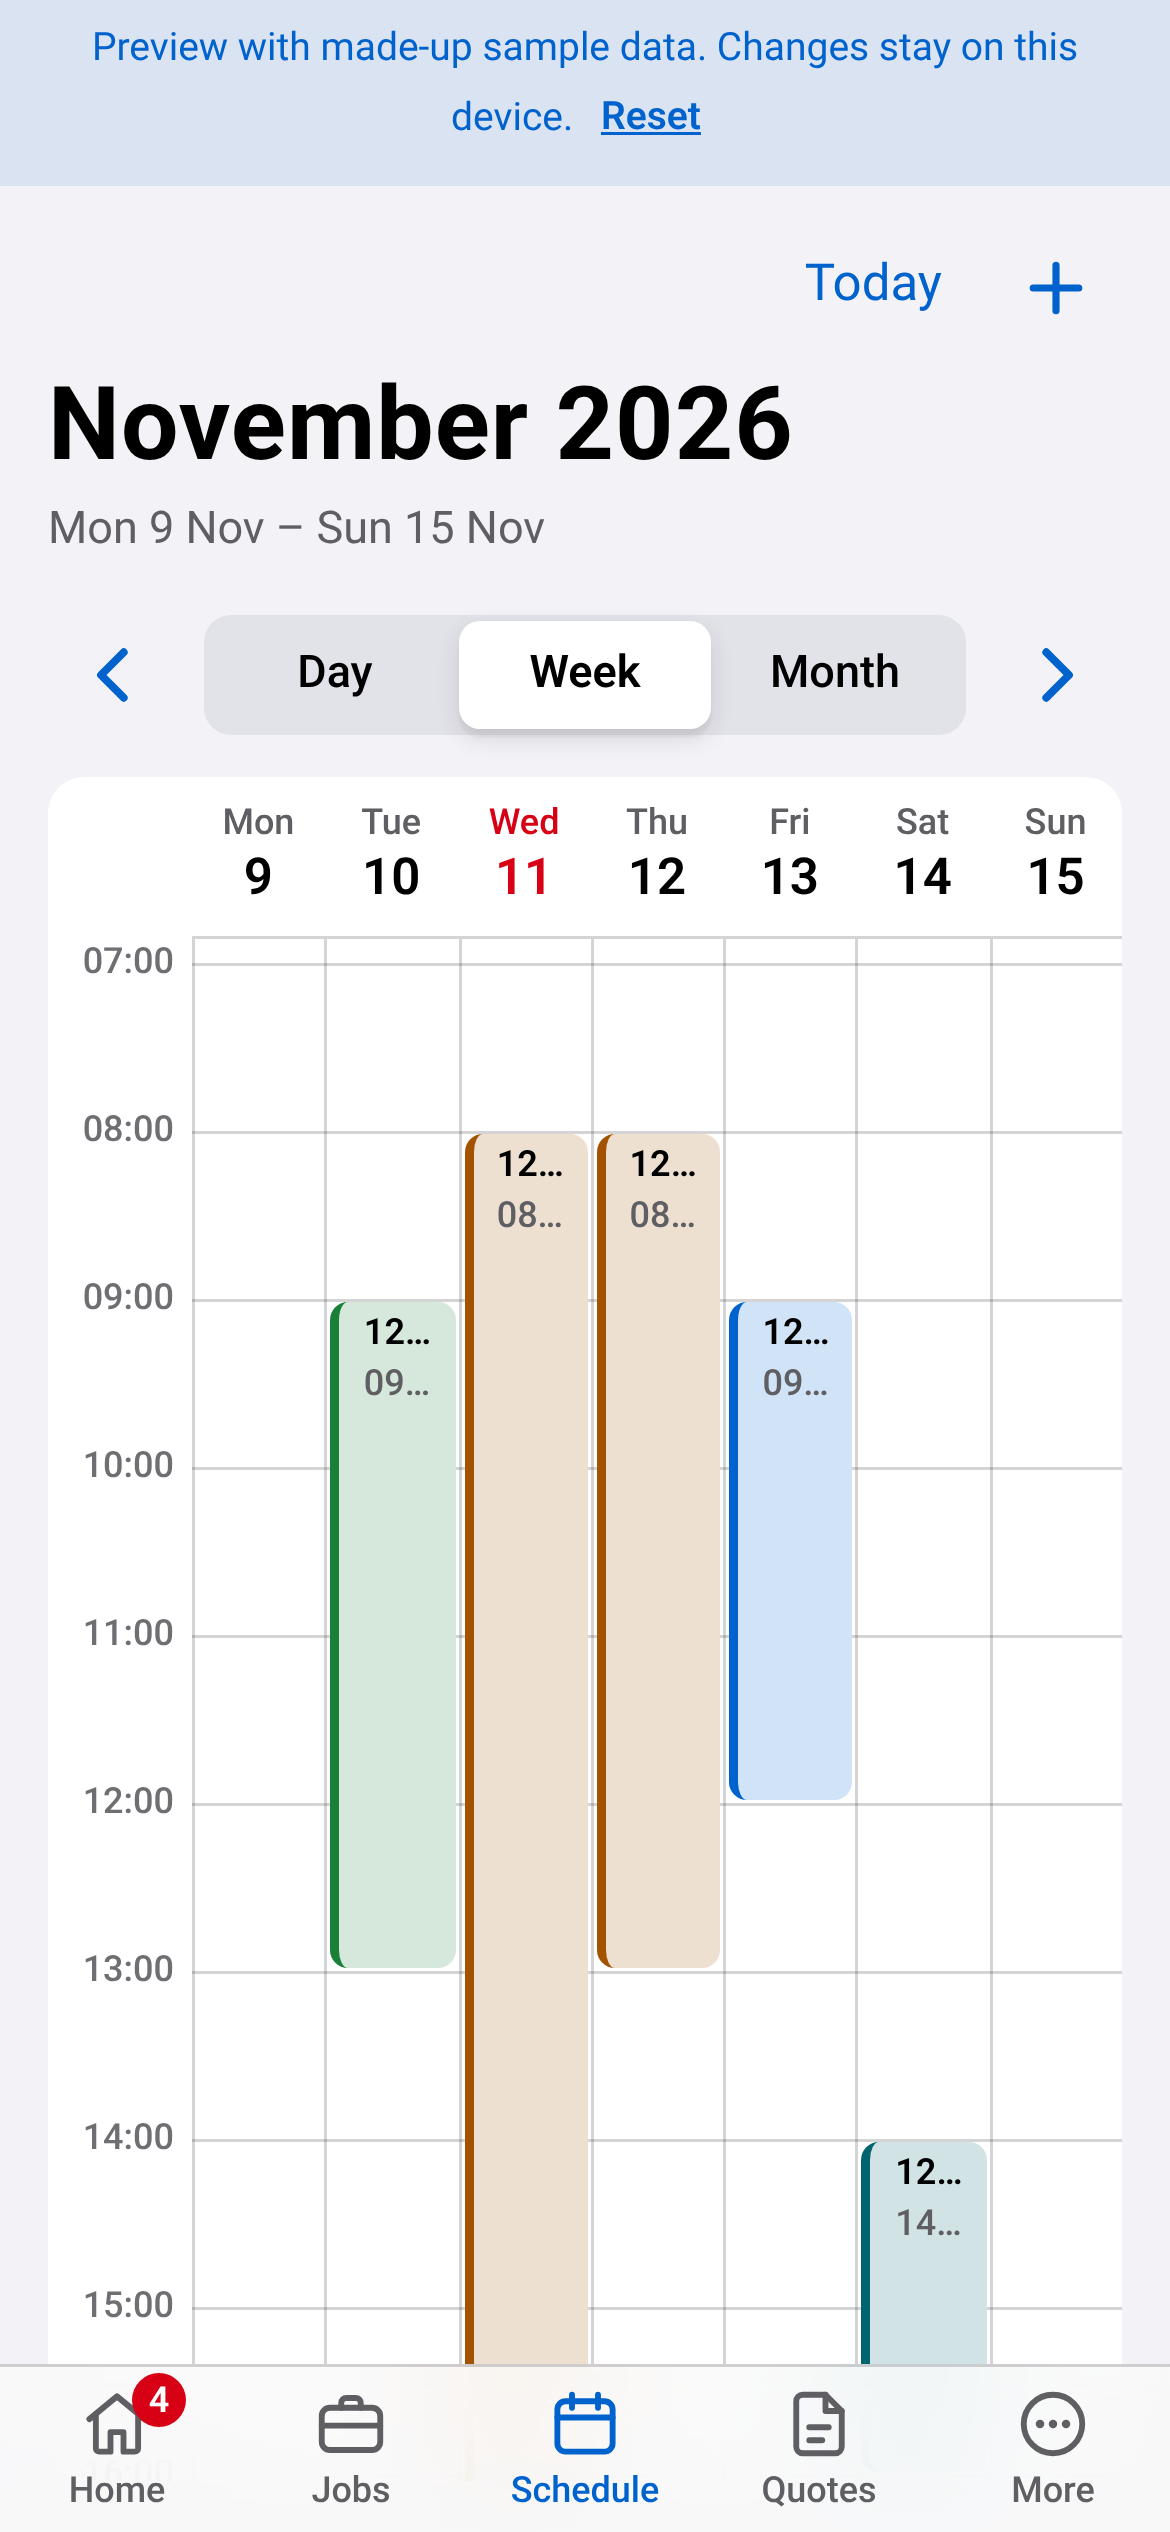 Preview with made-up sample data. Changes stay on this
device. Reset
Today
November 2026
Mon 9 Nov – Sun 15 Nov
Day Week Month
Mon Tue Wed Thu Fri Sat Sun
9 10 11 12 13 14 15
07:00
08:00
12... 12...
08... 08...
09:00
12... 12...
09... 09...
10:00
11:00
12:00
13:00
14:00
12...
14...
15:00
4
16:00
Home Jobs Schedule Quotes More